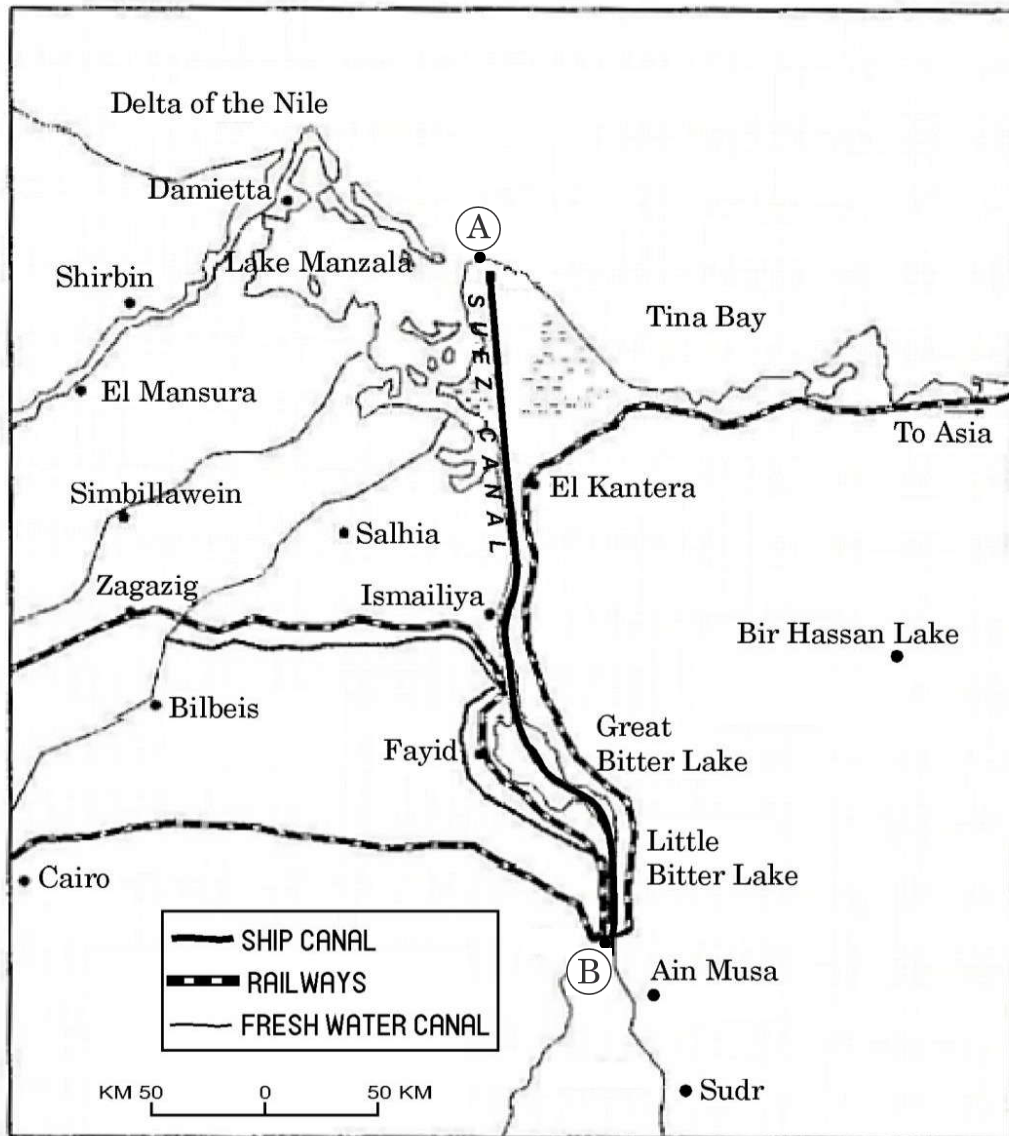 Delta of the Nile
Damietta
A
Lake Manzala
Shirbin
Tina Bay
SUEZ CANAL
El Mansura
To Asia
El Kantera
Simbillawein
Salhia
Zagazig
Ismailiya
Bir Hassan Lake
Bilbeis
Great
Bitter Lake
Fayid
Little
Bitter Lake
Cairo
SHIP CANAL
RAILWAYS
FRESH WATER CANAL
B
Ain Musa
Sudr
KM 50 0 50 KM